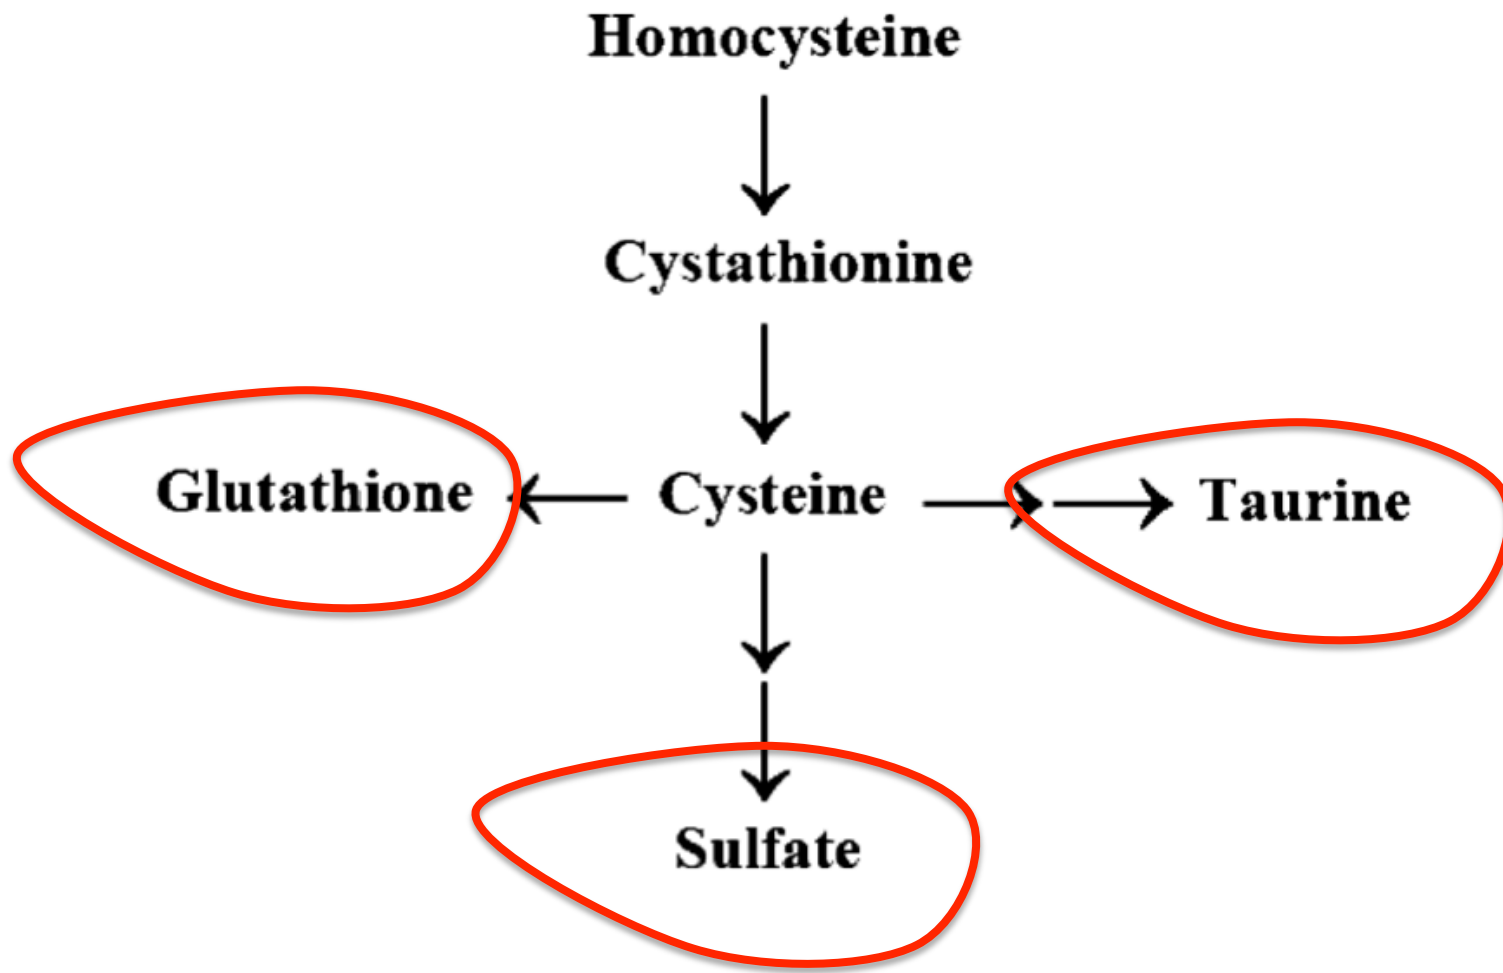 Homocysteine
Cystathionine
Glutathione
Cysteine
Taurine
Sulfate